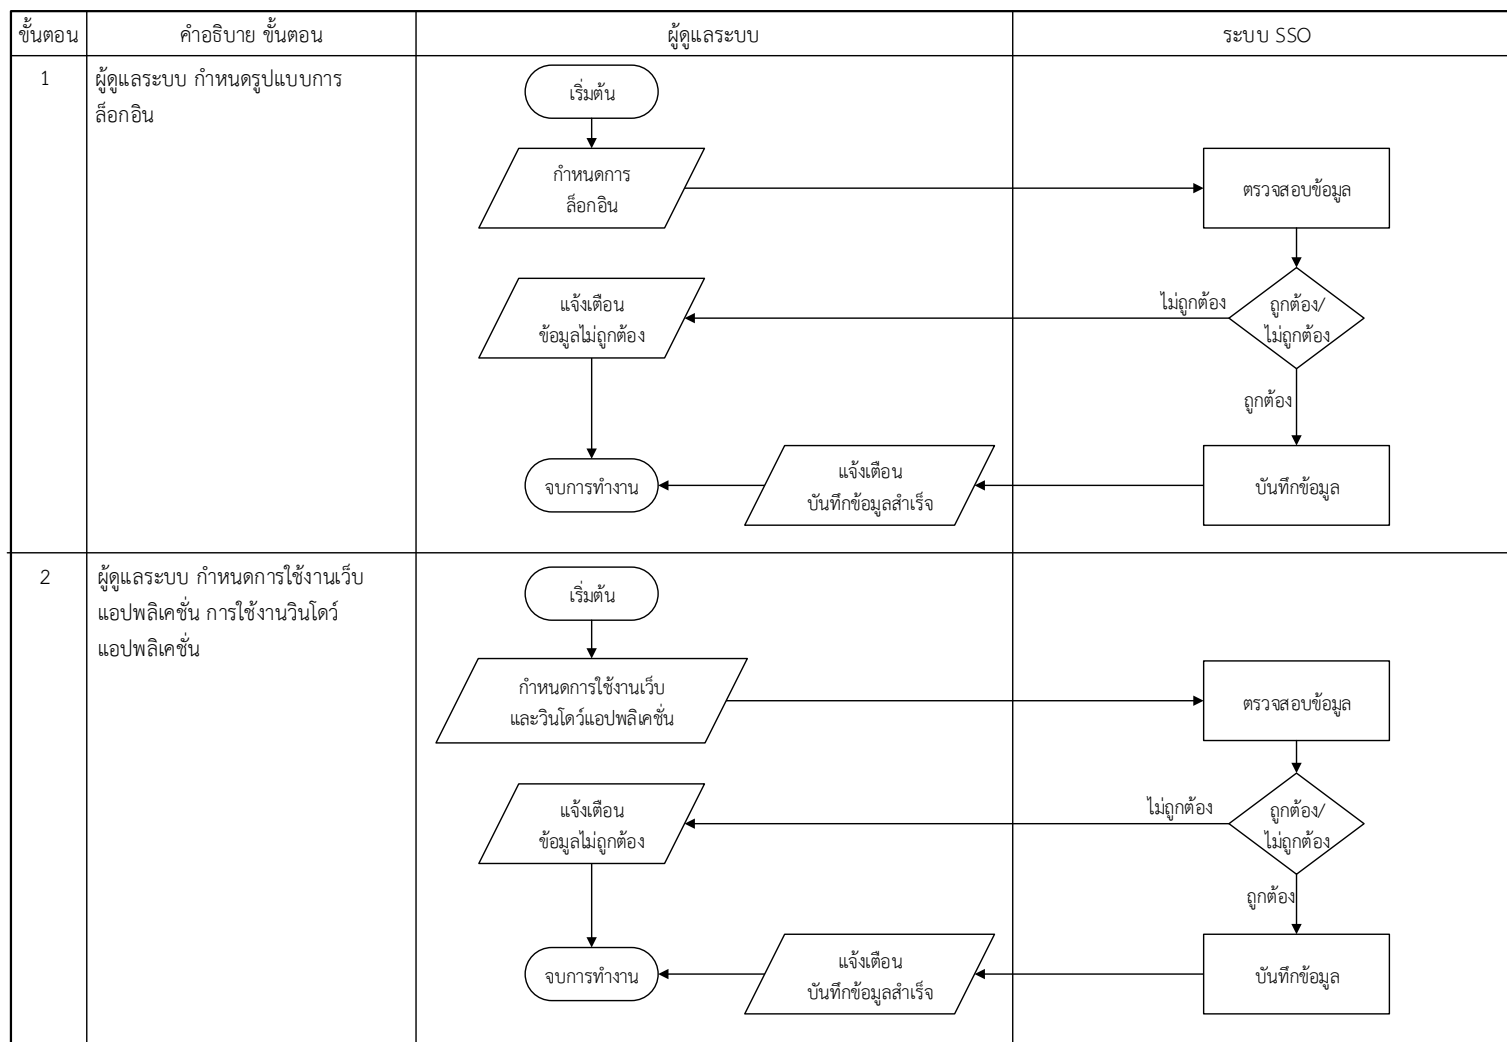 ขั้นตอน
คำอธิบาย ขั้นตอน
ผู้ดูแลระบบ
ระบบ SSO
1
ผู้ดูแลระบบ กำหนดรูปแบบการ
ล็อกอิน
เริ่มต้น
กำหนดการ
ล็อกอิน
ตรวจสอบข้อมูล
แจ้งเตือน
ข้อมูลไม่ถูกต้อง
ไม่ถูกต้อง
ถูกต้อง/
ไม่ถูกต้อง
ถูกต้อง
จบการทำงาน
แจ้งเตือน
บันทึกข้อมูลสำเร็จ
บันทึกข้อมูล
2
ผู้ดูแลระบบ กำหนดการใช้งานเว็บ
แอปพลิเคชั่น การใช้งานวินโดว์
แอปพลิเคชั่น
เริ่มต้น
กำหนดการใช้งานเว็บ
และวินโดว์แอปพลิเคชั่น
ตรวจสอบข้อมูล
แจ้งเตือน
ข้อมูลไม่ถูกต้อง
ไม่ถูกต้อง
ถูกต้อง/
ไม่ถูกต้อง
ถูกต้อง
จบการทำงาน
แจ้งเตือน
บันทึกข้อมูลสำเร็จ
บันทึกข้อมูล